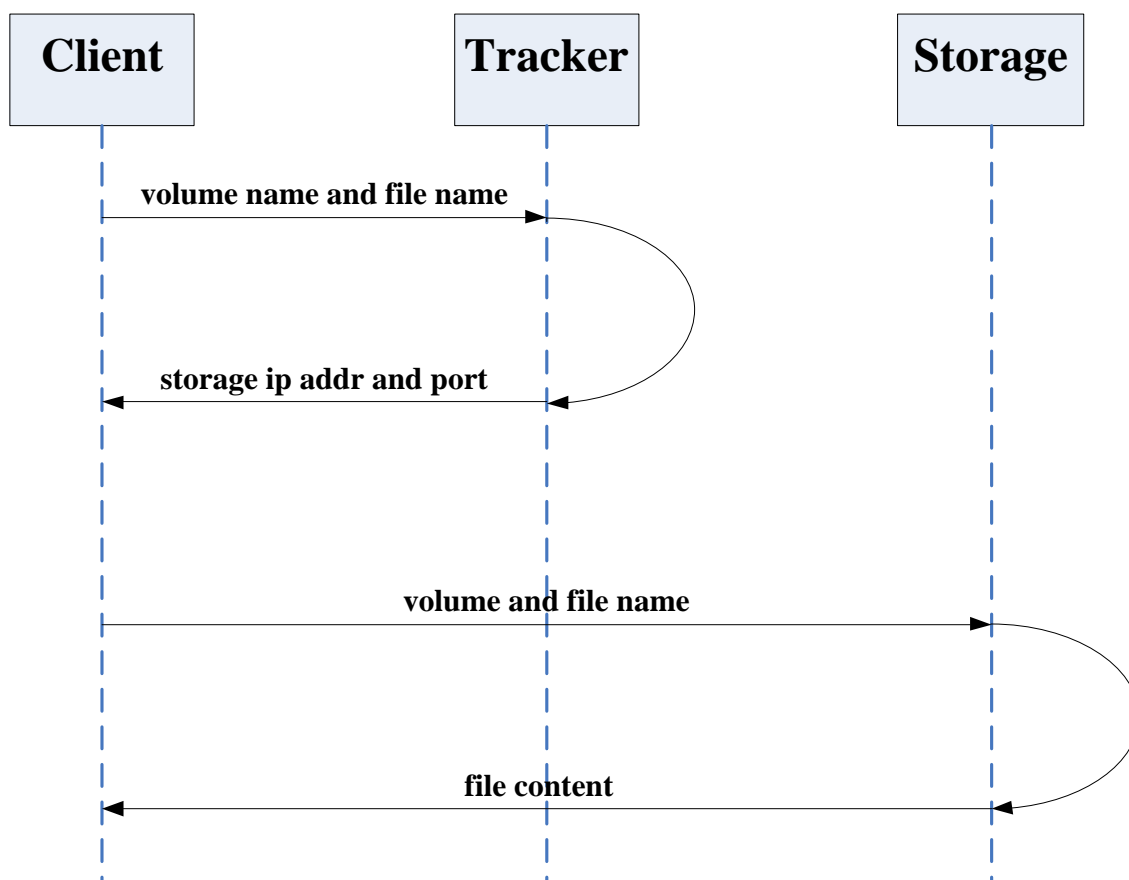 Client
Tracker
Storage
volume name and file name
storage ip addr and port
volume and file name
file content